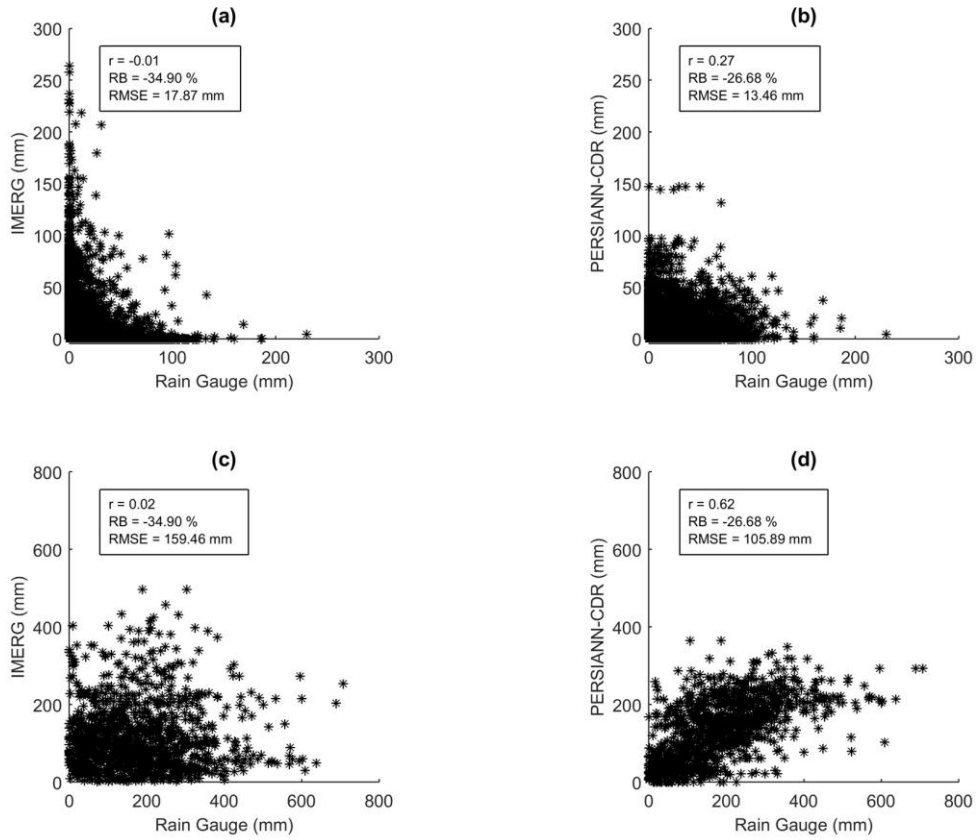 (a)
300
250
200
150
100
50
0
IMERG (mm)
r = -0.01
RB = -34.90 %
RMSE = 17.87 mm
0 100 200 300
Rain Gauge (mm)
(b)
300
250
200
150
100
50
0
PERSIANN-CDR (mm)
r = 0.27
RB = -26.68 %
RMSE = 13.46 mm
0 100 200 300
Rain Gauge (mm)
(c)
800
600
400
200
0
IMERG (mm)
r = 0.02
RB = -34.90 %
RMSE = 159.46 mm
0 200 400 600 800
Rain Gauge (mm)
(d)
800
600
400
200
0
PERSIANN-CDR (mm)
r = 0.62
RB = -26.68 %
RMSE = 105.89 mm
0 200 400 600 800
Rain Gauge (mm)